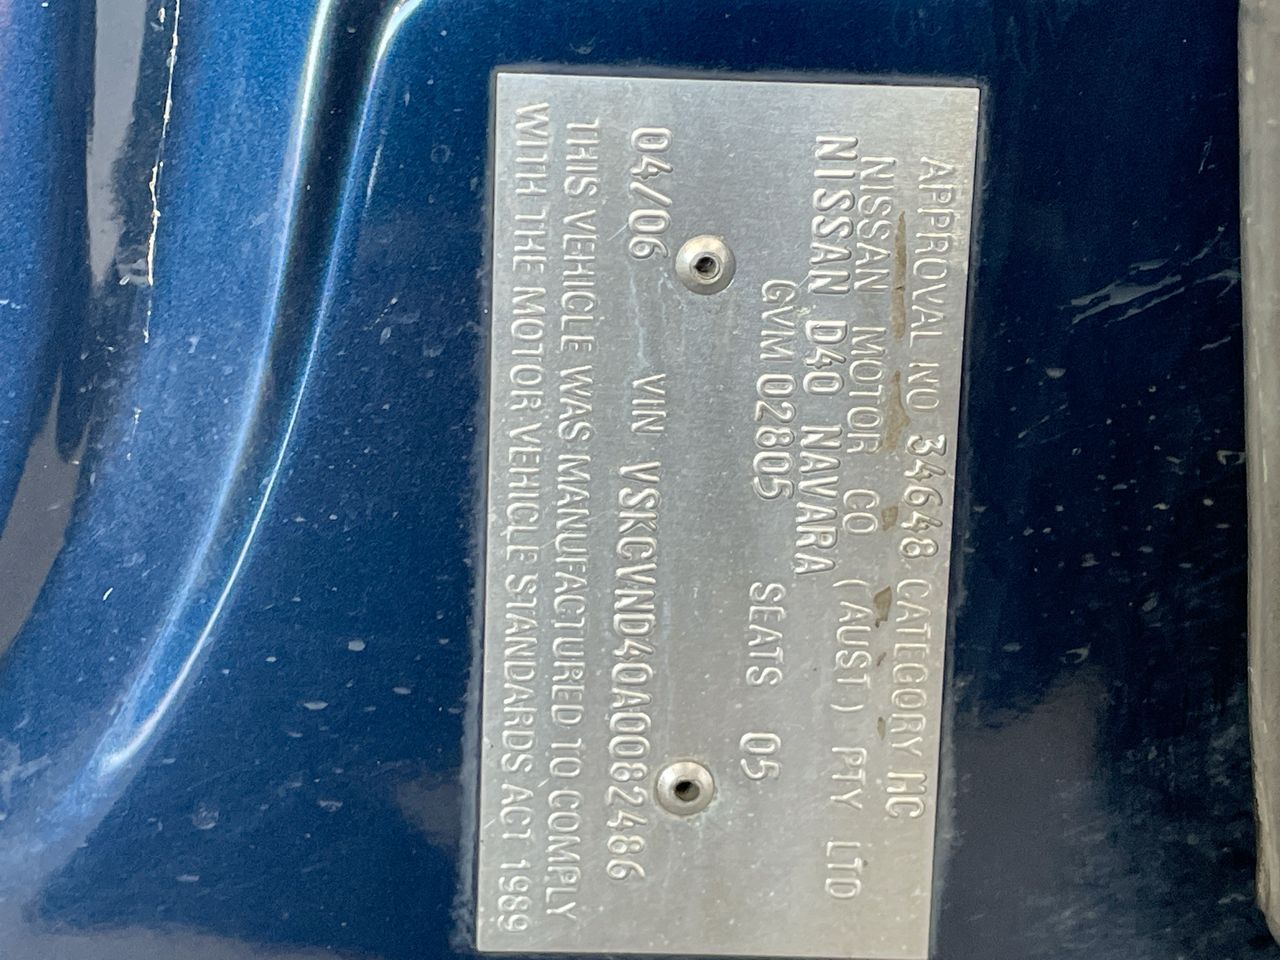 APPROVAL NO 34648 CATEGORY MC
NISSAN MOTOR CO (AUST) PTY LTD
NISSAN D40 NAVARA
GVM 02805 SEATS 05
04/06 VIN VSKCVND40A0082486
THIS VEHICLE WAS MANUFACTURED TO COMPLY
WITH THE MOTOR VEHICLE STANDARDS ACT 1989